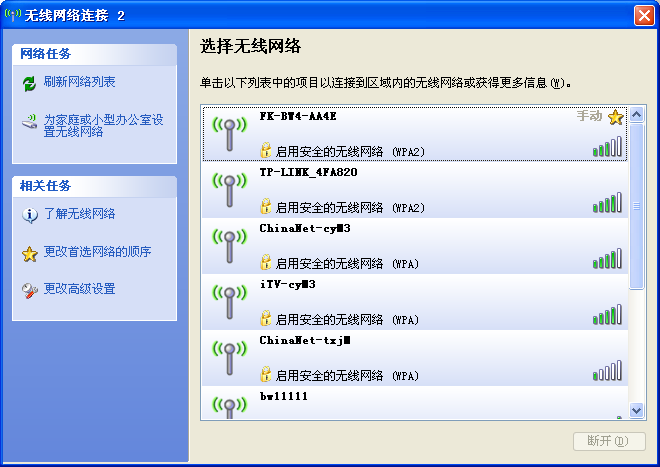 无线网络连接 2
网络任务
刷新网络列表
为家庭或小型办公室设
置无线网络
相关任务
了解无线网络
更改首选网络的顺序
更改高级设置
选择无线网络
单击以下列表中的项目以连接到区域内的无线网络或获得更多信息(W)。
FK-BW4-AA4E 手动
启用安全的无线网络 (WPA2)
TP-LINK_4FA820
启用安全的无线网络 (WPA2)
ChinaNet-cyM3
启用安全的无线网络 (WPA)
iTV-cyM3
启用安全的无线网络 (WPA)
ChinaNet-txjM
启用安全的无线网络 (WPA)
bw11111
断开(D)